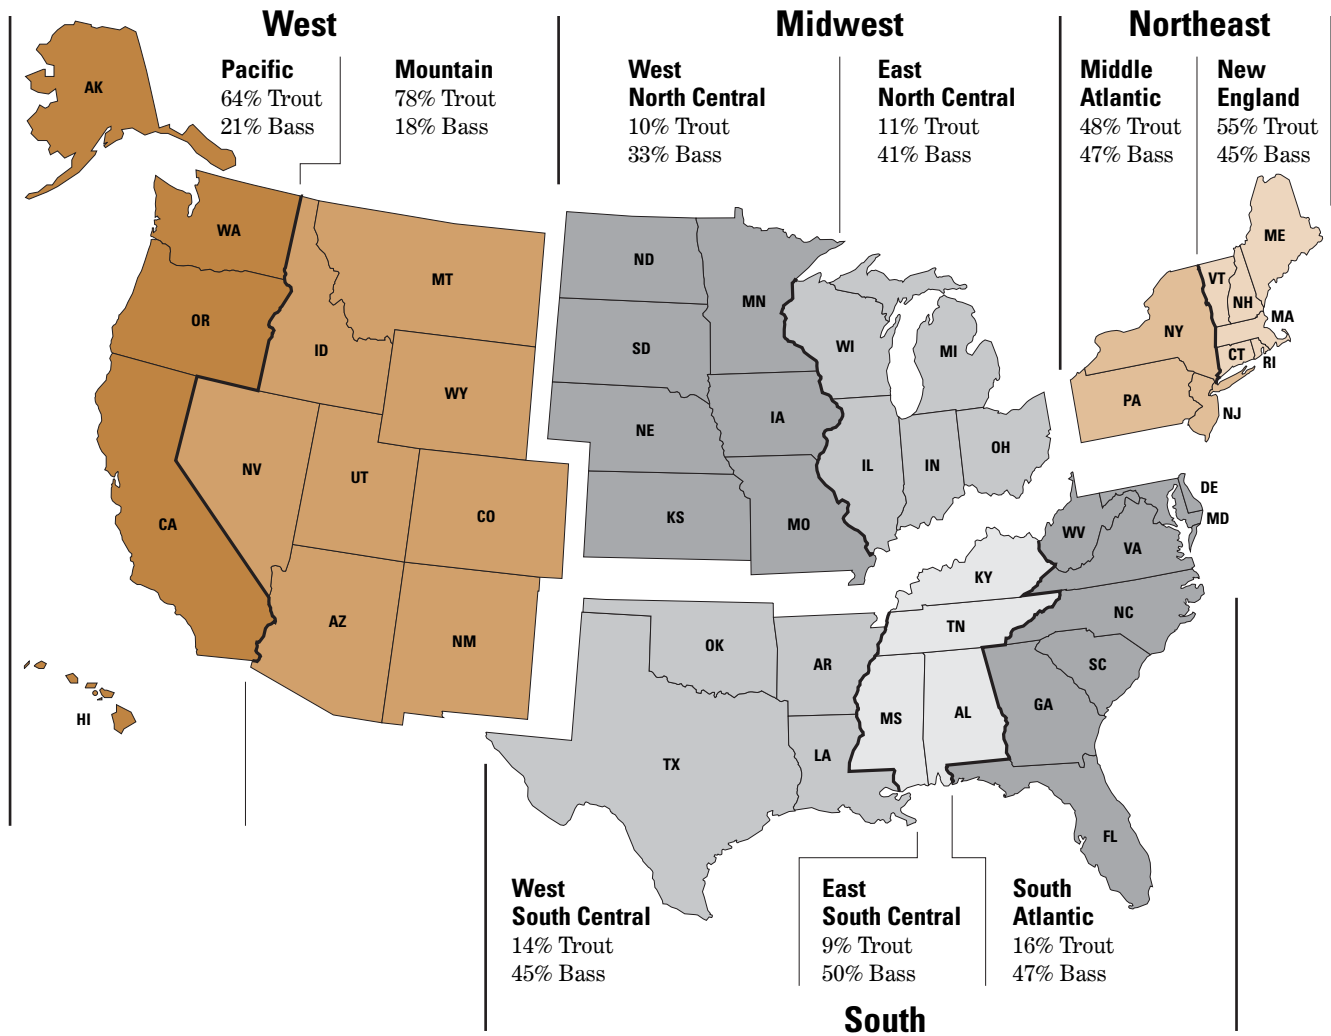 West
Midwest
Northeast
Pacific
64% Trout
21% Bass
Mountain
78% Trout
18% Bass
West
North Central
10% Trout
33% Bass
East
North Central
11% Trout
41% Bass
Middle
Atlantic
48% Trout
47% Bass
New
England
55% Trout
45% Bass
AK
WA
OR
CA
HI
MT
ID
WY
NV
UT
CO
AZ
NM
ND
SD
NE
KS
MN
IA
MO
WI
MI
IL
IN
OH
ME
VT
NH
MA
NY
CT
RI
PA
NJ
DE
MD
WV
VA
KY
NC
TN
SC
OK
AR
MS
AL
GA
TX
LA
FL
West
South Central
14% Trout
45% Bass
East
South Central
9% Trout
50% Bass
South
Atlantic
16% Trout
47% Bass
South